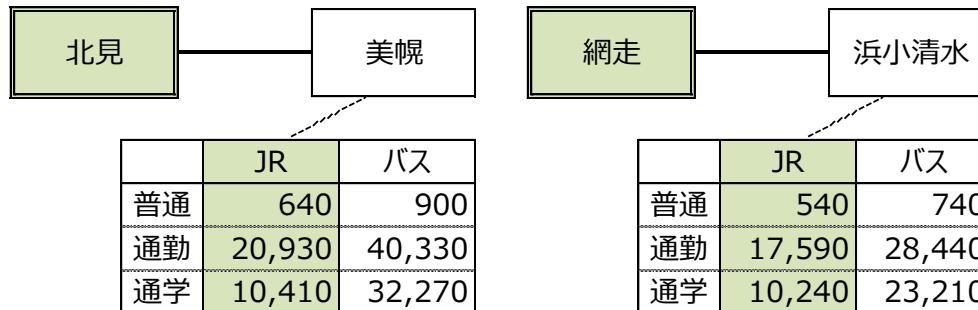 北見 美幌 網走 浜小清水
JR バス JR バス
普通 640 900 普通 540 740
通勤 20,930 40,330 通勤 17,590 28,440
通学 10,410 32,270 通学 10,240 23,210